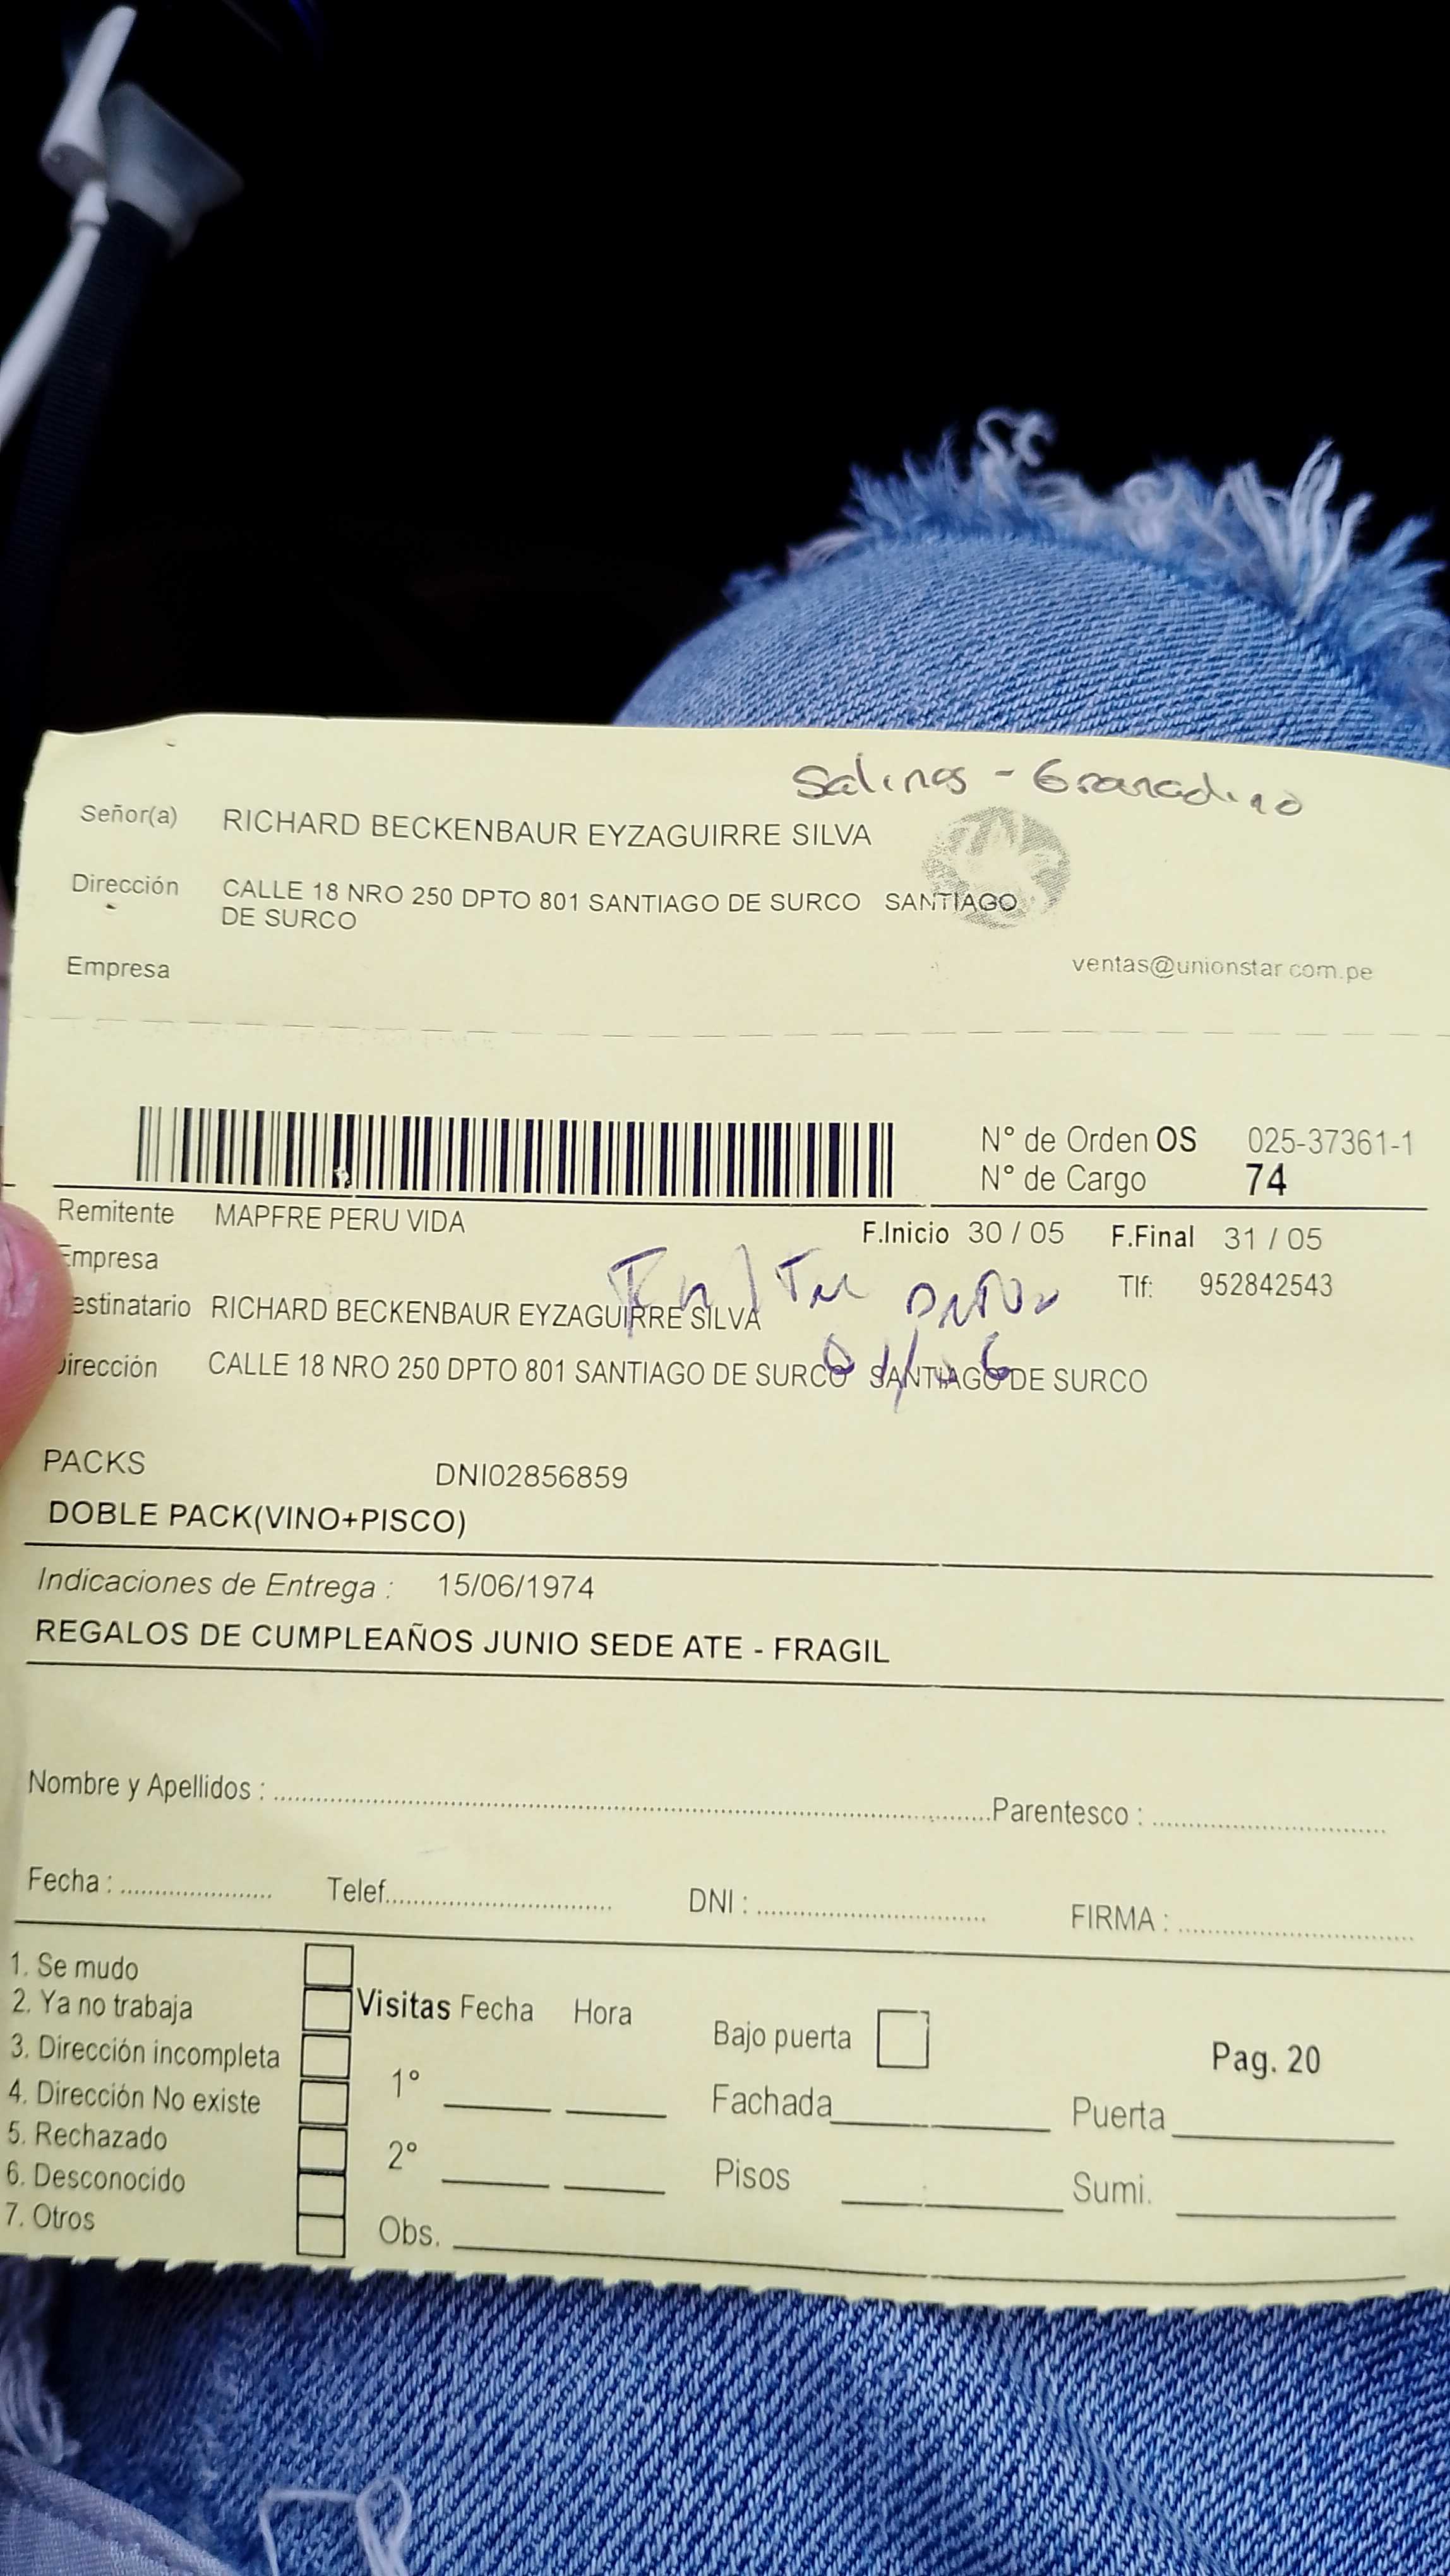 Salinas - Granadino
Señor(a) RICHARD BECKENBAUR EYZAGUIRRE SILVA
Dirección CALLE 18 NRO 250 DPTO 801 SANTIAGO DE SURCO SANTIAGO
DE SURCO
Empresa ventas@unionstar.com.pe
N° de Orden OS 025-37361-1
N° de Cargo 74
Remitente MAPFRE PERU VIDA F.Inicio 30 / 05 F.Final 31 / 05
Empresa Tlf: 952842543
estinatario RICHARD BECKENBAUR EYZAGUIRRE SILVA
irección CALLE 18 NRO 250 DPTO 801 SANTIAGO DE SURCO SANTIAGO DE SURCO
PACKS DNI02856859
DOBLE PACK(VINO+PISCO)
Indicaciones de Entrega : 15/06/1974
REGALOS DE CUMPLEAÑOS JUNIO SEDE ATE - FRAGIL
Nombre y Apellidos : Parentesco :
Fecha : Telef. DNI : FIRMA :
1. Se mudo
2. Ya no trabaja
3. Dirección incompleta
4. Dirección No existe
5. Rechazado
6. Desconocido
7. Otros
Visitas Fecha Hora
1°
2°
Obs.
Bajo puerta
Fachada Puerta
Pisos Sumi.
Pag. 20